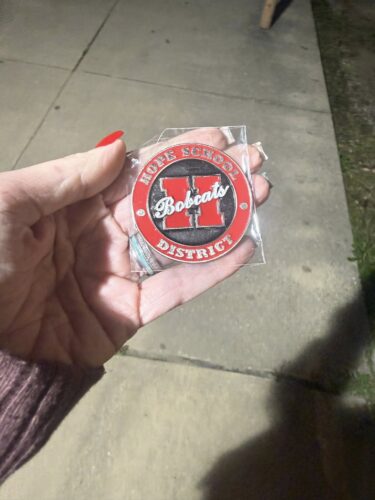 HOPE SCHOOL
H
Bobcats
DISTRICT